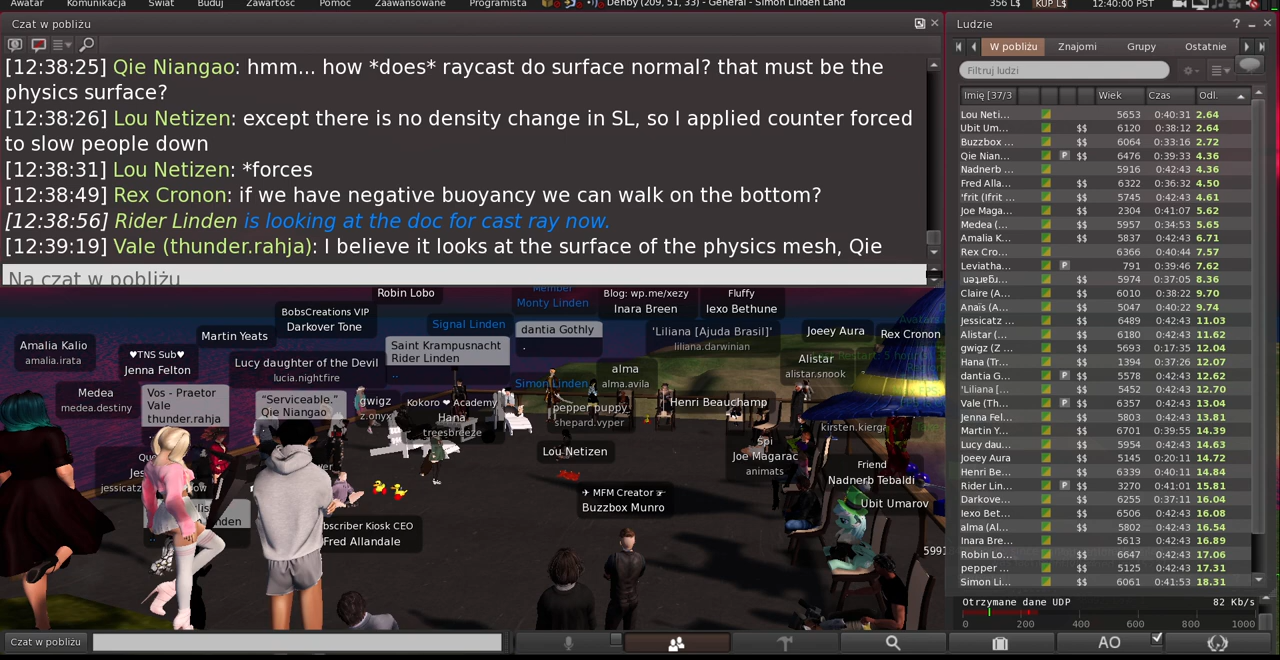 Awatar Komunikacja Świat Buduj Zawartość Pomoc Zaawansowane Programista Denby (209, 51, 33) - General - Simon Linden Land 356 L$ KUP L$ 12:40:00 PST
Czat w pobliżu
[12:38:25] Qie Niangao: hmm... how *does* raycast do surface normal? that must be the
physics surface?
[12:38:26] Lou Netizen: except there is no density change in SL, so I applied counter forced
to slow people down
[12:38:31] Lou Netizen: *forces
[12:38:49] Rex Cronon: if we have negative buoyancy we can walk on the bottom?
[12:38:56] Rider Linden is looking at the doc for cast ray now.
[12:39:19] Vale (thunder.rahja): I believe it looks at the surface of the physics mesh, Qie
Na czat w pobliżu
Robin Lobo
Member
Monty Linden
Blog: wp.me/xezy
Inara Breen
Fluffy
Iexo Bethune
BobsCreations VIP
Darkover Tone
Martin Yeats
Signal Linden
dantia Gothly
.
'Liliana [Ajuda Brasil]'
liliana.darwinian
Joeey Aura
Rex Cronon
Amalia Kalio
amalia.irata
♥TNS Sub♥
Jenna Felton
Lucy daughter of the Devil
lucia.nightfire
Saint Krampusnacht
Rider Linden
..
Simon Linden
alma
alma.avila
Alistar
alistar.snook
Medea
medea.destiny
Vos - Praetor
Vale
thunder.rahja
"Serviceable."
Qie Niangao
gwigz
z.onyx
Kokoro ❤ Academy
Hana
treesbreeze
pepper puppy
shepard.vyper
Henri Beauchamp
kirsten.kierga
Lou Netizen
Spi
Joe Magarac
animats
Friend
Nadnerb Tebaldi
Ubit Umarov
✈ MFM Creator
Buzzbox Munro
bscriber Kiosk CEO
Fred Allandale
5991
Czat w pobliżu
AO
Ludzie
W pobliżu Znajomi Grupy Ostatnie
Filtruj ludzi
Imię [37/3 Wiek Czas Odl.
Lou Neti... 5653 0:40:31 2.64
Ubit Um... $$ 6120 0:38:12 2.64
Buzzbox ... $$ 6064 0:33:16 2.72
Qie Nian... P $$ 6476 0:39:33 4.36
Nadnerb ... 5916 0:42:43 4.36
Fred Alla... $$ 6322 0:36:32 4.50
'frit (Ifrit ... $$ 5745 0:42:43 4.61
Joe Maga... $$ 2304 0:41:07 5.62
Medea (... $$ 5957 0:34:53 5.65
Amalia K... $$ 5837 0:42:43 6.71
Rex Cro... 6366 0:44:40 7.57
Leviatha... P 791 0:39:46 7.62
$$ 5974 0:37:05 8.36
Claire (A... $$ 6010 0:38:22 9.70
Anaïs (A... $$ 5047 0:40:22 9.74
Jessicatz ... $$ 6489 0:42:43 11.03
Alistar (... $$ 6130 0:42:43 11.62
gwigz (Z ... $$ 5693 0:17:35 12.04
Hana (Tr... $$ 1394 0:37:26 12.07
dantia G... P $$ 5578 0:42:43 12.62
'Liliana [... $$ 5452 0:42:43 12.70
Vale (Th... P $$ 6357 0:42:43 13.04
Jenna Fel... $$ 5803 0:42:43 13.81
Martin Y... $$ 6701 0:39:55 14.39
Lucy dau... $$ 5954 0:42:43 14.63
Joeey Aura $$ 5145 0:20:11 14.72
Henri Be... $$ 6339 0:40:11 14.84
Rider Lin... P $$ 3270 0:41:01 15.81
Darkove... $$ 6255 0:37:11 16.04
Iexo Bet... $$ 6506 0:42:43 16.08
alma (Al... $$ 5802 0:42:43 16.54
Inara Bre... 5613 0:42:43 16.89
Robin Lo... $$ 6647 0:42:43 17.06
pepper ... $$ 5125 0:42:43 17.31
Simon Li... $$ 6061 0:41:53 18.31
Otrzymane dane UDP 82 Kb/s
0 200 400 600 800 1000